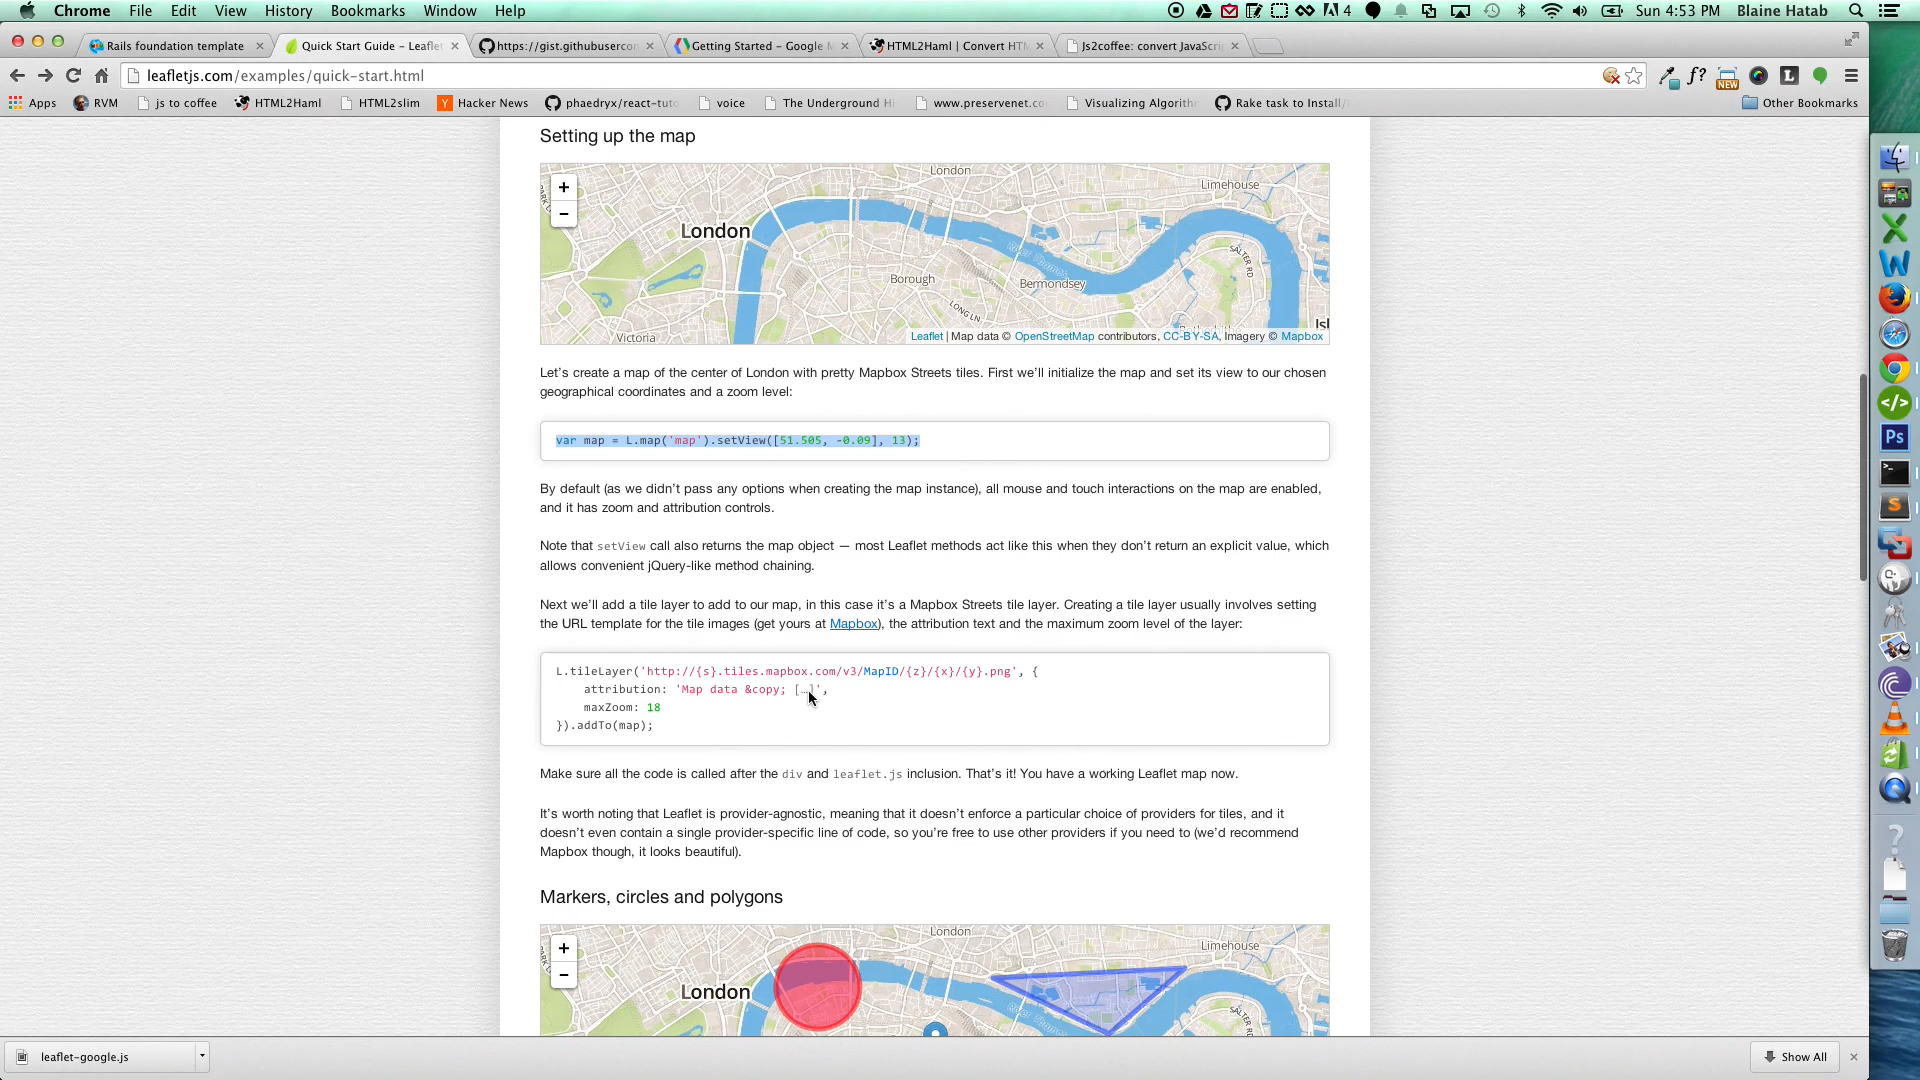 Chrome File Edit View History Bookmarks Window Help
4 Sun 4:53 PM Blaine Hatab
Rails foundation template
Quick Start Guide – Leaflet
https://gist.githubusercon
Getting Started – Google M
HTML2Haml | Convert HTM
Js2coffee: convert JavaScrip
leafletjs.com/examples/quick-start.html
f? NEW L
Apps RVM js to coffee HTML2Haml HTML2slim Hacker News phaedryx/react-tuto voice The Underground Hi www.preservenet.co Visualizing Algorith Rake task to Install/ Other Bookmarks
Setting up the map
+
−
London
London
Limehouse
Borough
Bermondsey
LONG LN
SALTER RD
River Thames
Victoria
Isl
Leaflet | Map data © OpenStreetMap contributors, CC-BY-SA, Imagery © Mapbox
Let's create a map of the center of London with pretty Mapbox Streets tiles. First we'll initialize the map and set its view to our chosen
geographical coordinates and a zoom level:
var map = L.map('map').setView([51.505, -0.09], 13);
By default (as we didn't pass any options when creating the map instance), all mouse and touch interactions on the map are enabled,
and it has zoom and attribution controls.
Note that setView call also returns the map object — most Leaflet methods act like this when they don't return an explicit value, which
allows convenient jQuery-like method chaining.
Next we'll add a tile layer to add to our map, in this case it's a Mapbox Streets tile layer. Creating a tile layer usually involves setting
the URL template for the tile images (get yours at Mapbox), the attribution text and the maximum zoom level of the layer:
L.tileLayer('http://{s}.tiles.mapbox.com/v3/MapID/{z}/{x}/{y}.png', {
attribution: 'Map data &copy; […]',
maxZoom: 18
}).addTo(map);
Make sure all the code is called after the div and leaflet.js inclusion. That's it! You have a working Leaflet map now.
It's worth noting that Leaflet is provider-agnostic, meaning that it doesn't enforce a particular choice of providers for tiles, and it
doesn't even contain a single provider-specific line of code, so you're free to use other providers if you need to (we'd recommend
Mapbox though, it looks beautiful).
Markers, circles and polygons
+
−
London
London
Limehouse
leaflet-google.js
Show All